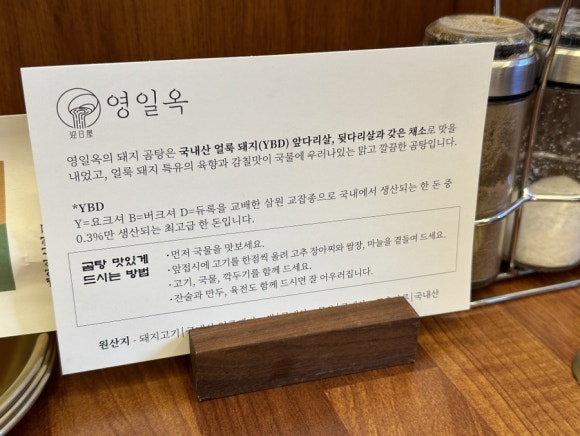 영일옥
迎日屋
영일옥의 돼지 곰탕은 국내산 얼룩 돼지(YBD) 앞다리살, 뒷다리살과 갖은 채소로 맛을
내었고, 얼룩 돼지 특유의 육향과 감칠맛이 국물에 우러나있는 맑고 깔끔한 곰탕입니다.
*YBD
Y=요크셔 B=버크셔 D=듀록을 교배한 삼원 교잡종으로 국내에서 생산되는 한 돈 중
0.3%만 생산되는 최고급 한 돈입니다.
곰탕 맛있게
드시는 방법
·먼저 국물을 맛보세요.
·앞접시에 고기를 한점씩 올려 고추 장아찌와 쌈장, 마늘을 곁들여 드세요.
·고기, 국물, 깍두기를 함께 드세요.
·잔술과 만두, 육전도 함께 드시면 잘 어우러집니다.
원산지 - 돼지고기| 국내산